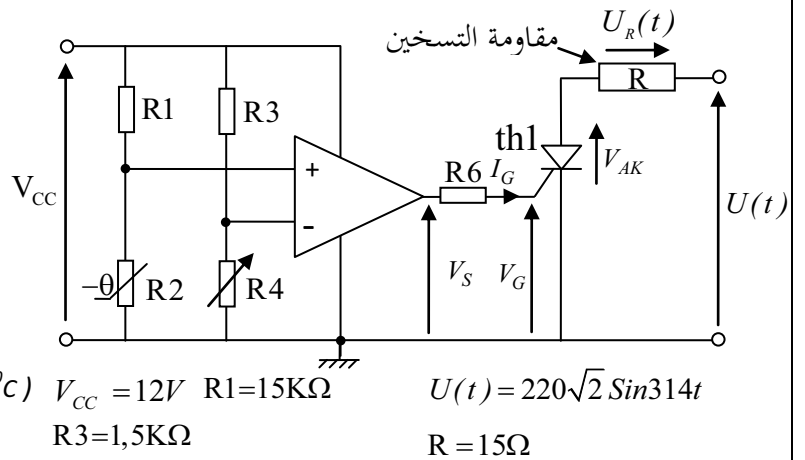 U_R(t)
مقاومة التسخين
R
R1
R3
th1
V_AK
+
R6
I_G
V_CC
U(t)
−
−θ
R2
R4
V_S
V_G
⁰c) V_CC = 12V R1=15KΩ U(t) = 220√2 Sin314t
R3=1,5KΩ R = 15Ω